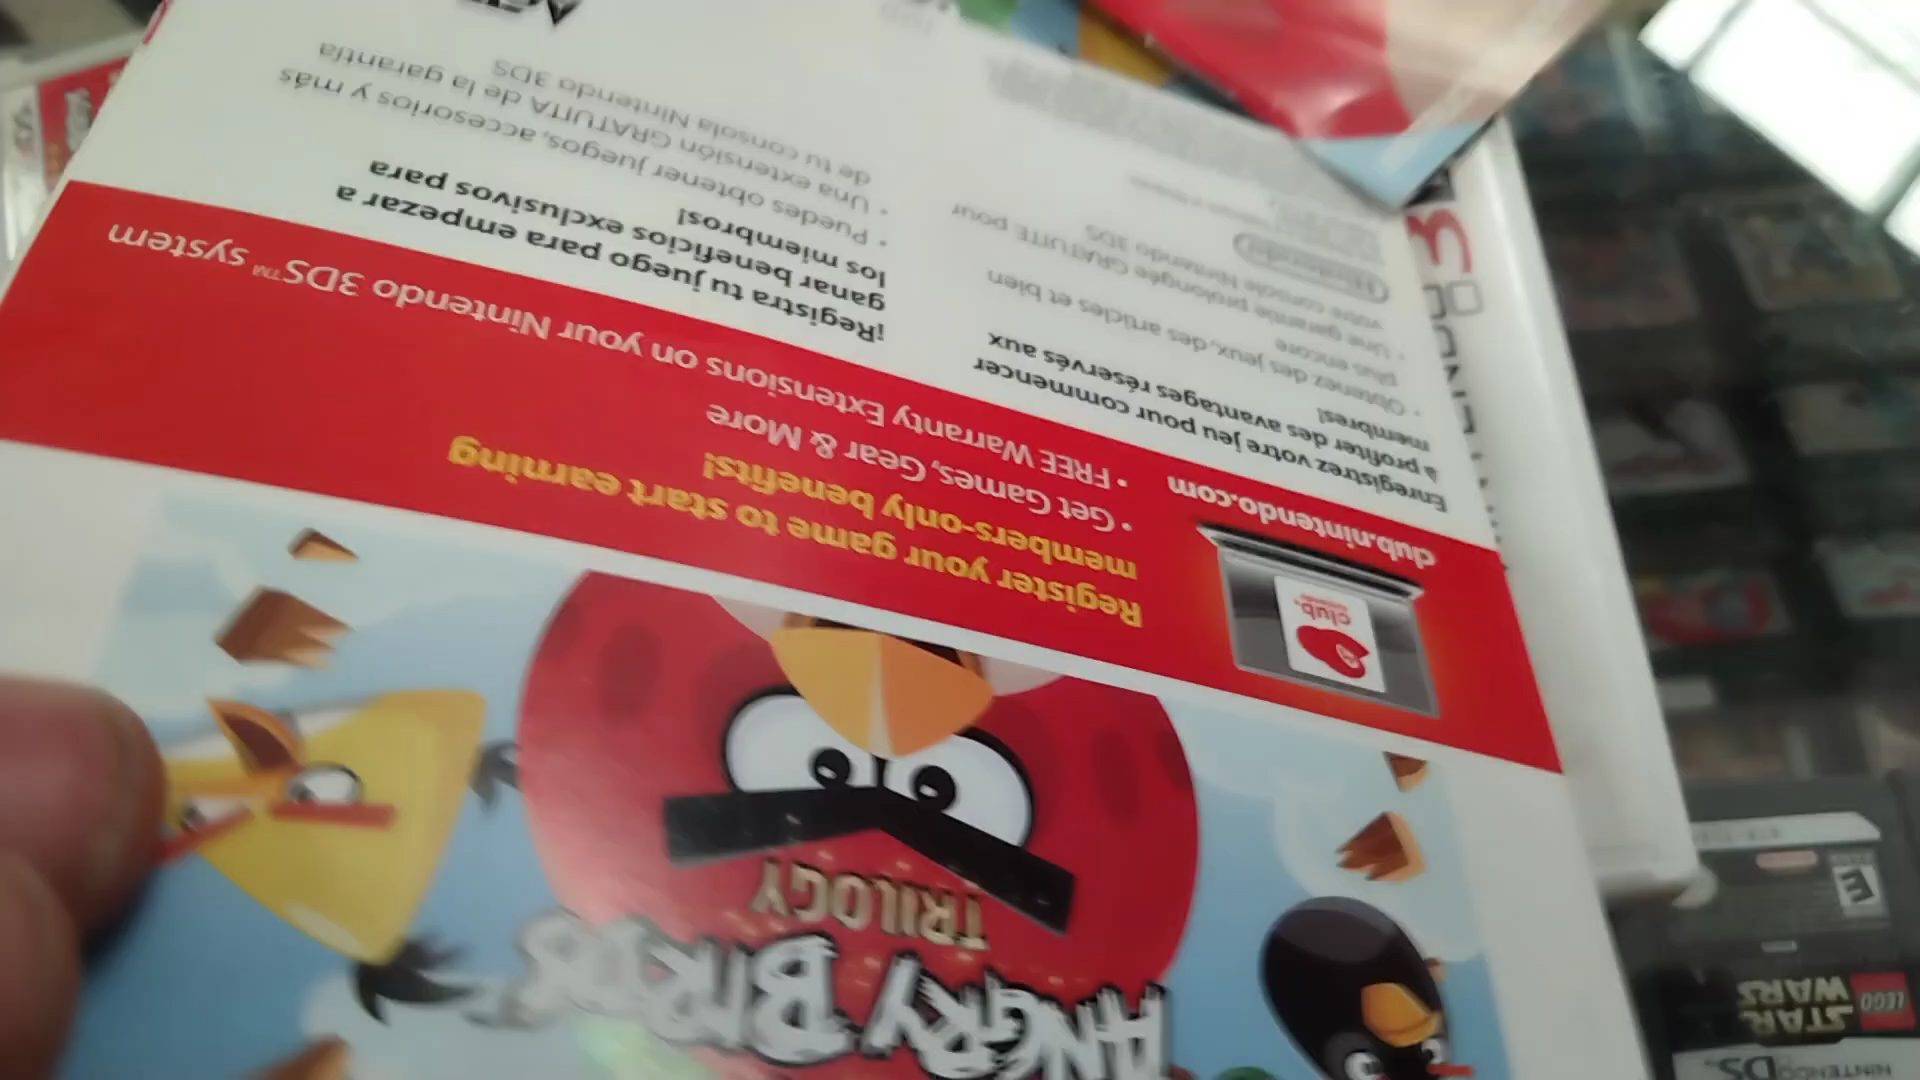 ANGRY BIRDS
TRILOGY
Register your game to start earning
members-only benefits!
• Get Games, Gear & More
• FREE Warranty Extensions on your Nintendo 3DS™ system
club
club.nintendo.com
Enregistrez votre jeu pour commencer
à profiter des avantages réservés aux
membres!
• Obtenez des jeux, des articles et bien
plus encore
• Une garantie prolongée GRATUITE pour
votre console Nintendo 3DS
Nintendo
¡Registra tu juego para empezar a
ganar beneficios exclusivos para
los miembros!
• Puedes obtener juegos, accesorios y más
• Una extensión GRATUITA de la garantía
de tu consola Nintendo 3DS
NINTENDO DS™
LEGO
STAR
WARS
E